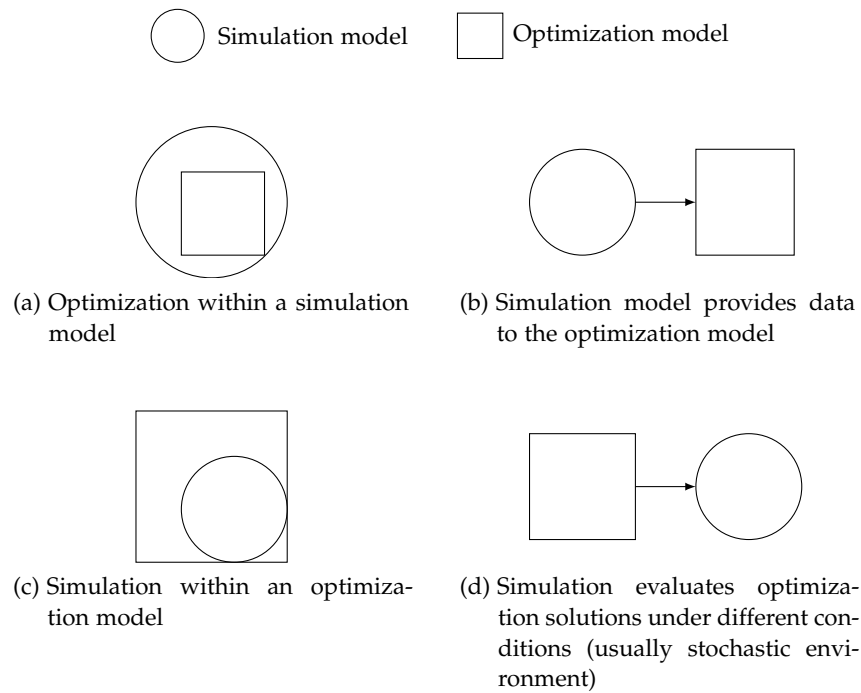 Simulation model
Optimization model
(a) Optimization within a simulation
model
(b) Simulation model provides data
to the optimization model
(c) Simulation within an optimiza-
tion model
(d) Simulation evaluates optimiza-
tion solutions under different con-
ditions (usually stochastic envi-
ronment)